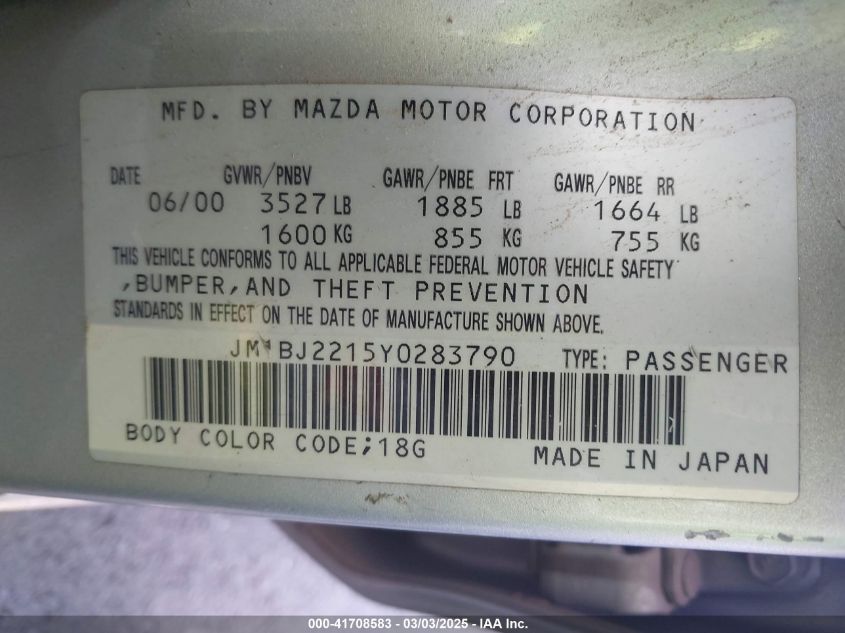 MFD. BY MAZDA MOTOR CORPORATION
DATE GVWR/PNBV GAWR/PNBE FRT GAWR/PNBE RR
06/00 3527 LB 1885 LB 1664 LB
1600 KG 855 KG 755 KG
THIS VEHICLE CONFORMS TO ALL APPLICABLE FEDERAL MOTOR VEHICLE SAFETY
,BUMPER,AND THEFT PREVENTION
STANDARDS IN EFFECT ON THE DATE OF MANUFACTURE SHOWN ABOVE.
JM1BJ2215Y0283790 TYPE: PASSENGER
BODY COLOR CODE;18G MADE IN JAPAN
000-41708583 - 03/03/2025 - IAA Inc.